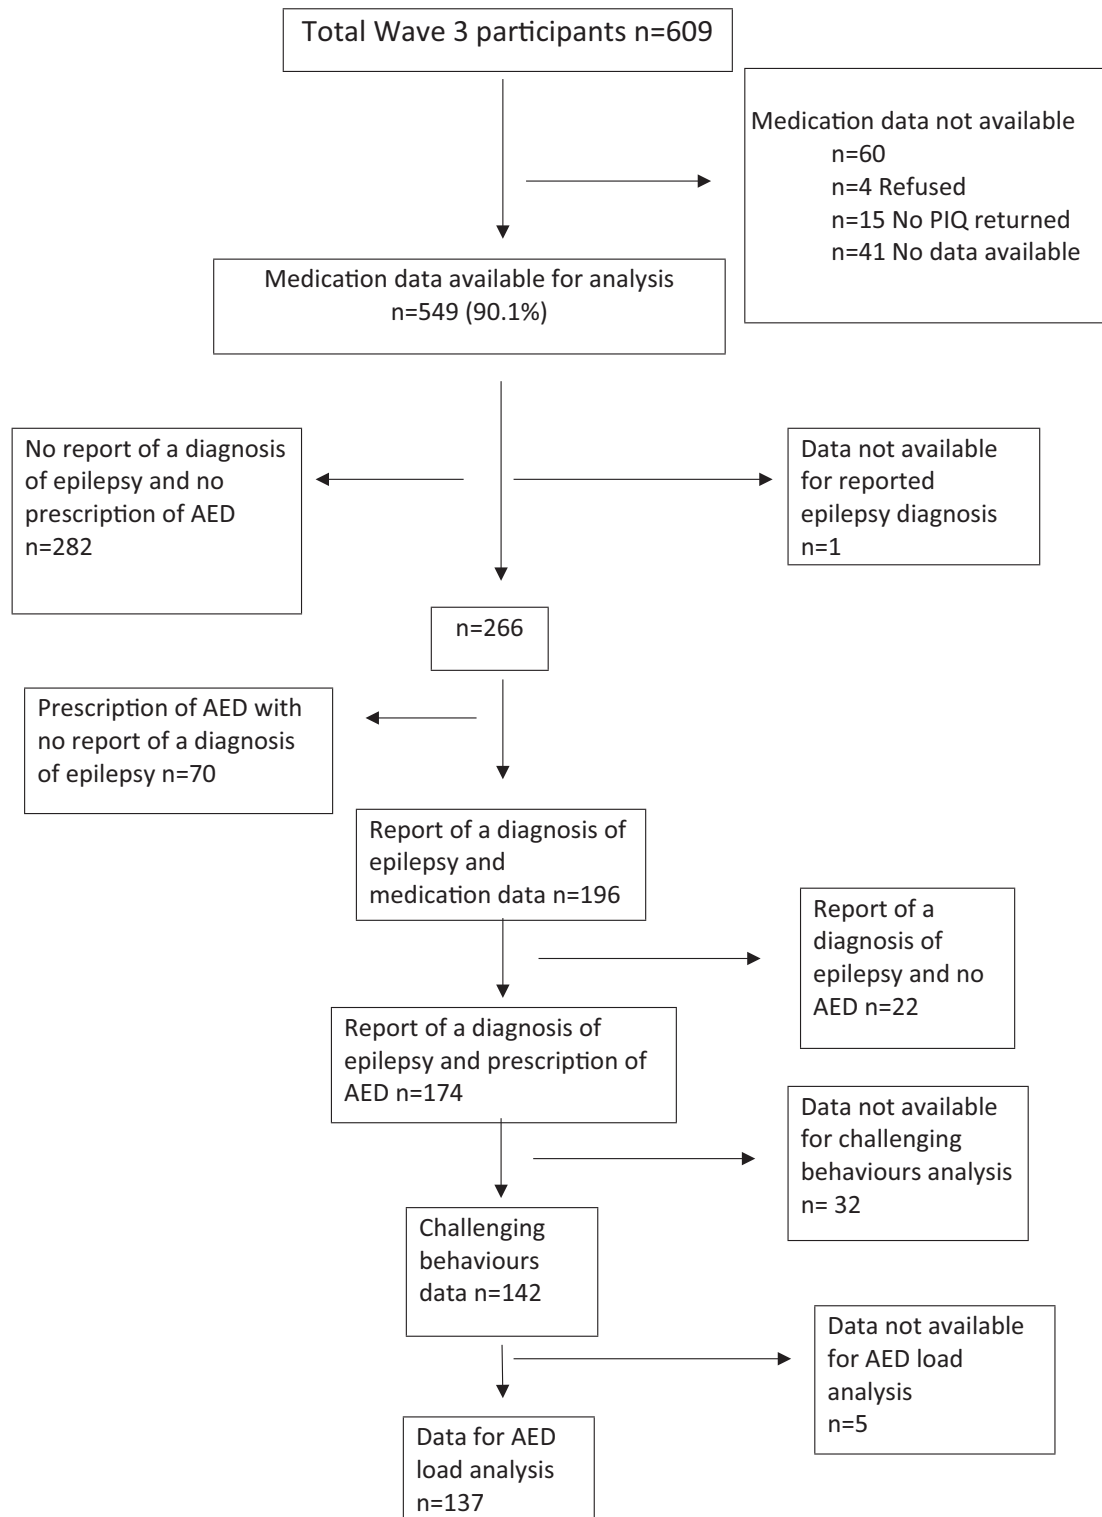 Total Wave 3 participants n=609
Medication data not available
n=60
n=4 Refused
n=15 No PIQ returned
n=41 No data available
Medication data available for analysis
n=549 (90.1%)
No report of a diagnosis
of epilepsy and no
prescription of AED
n=282
Data not available
for reported
epilepsy diagnosis
n=1
n=266
Prescription of AED with
no report of a diagnosis
of epilepsy n=70
Report of a diagnosis of
epilepsy and
medication data n=196
Report of a
diagnosis of
epilepsy and no
AED n=22
Report of a diagnosis of
epilepsy and prescription of
AED n=174
Data not available
for challenging
behaviours analysis
n= 32
Challenging
behaviours
data n=142
Data not available
for AED load
analysis
n=5
Data for AED
load analysis
n=137